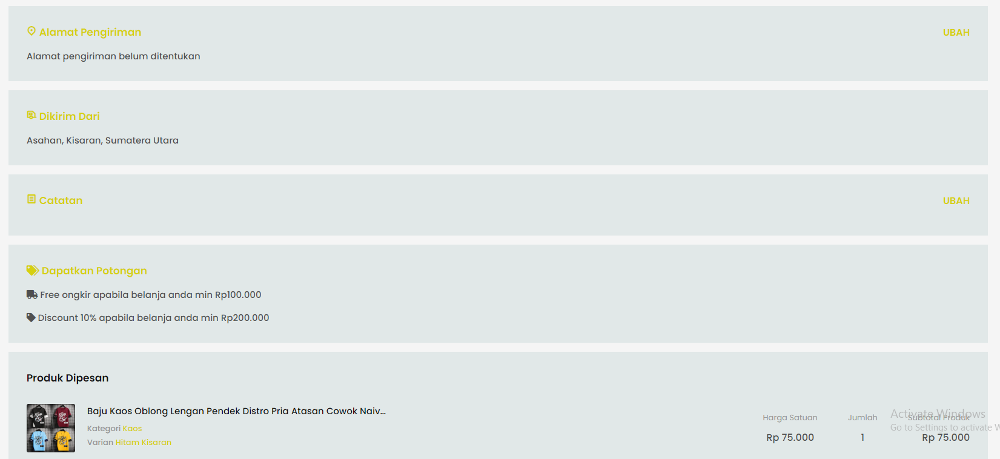 Alamat Pengiriman
UBAH
Alamat pengiriman belum ditentukan
Dikirim Dari
Asahan, Kisaran, Sumatera Utara
Catatan
UBAH
Dapatkan Potongan
Free ongkir apabila belanja anda min Rp100.000
Discount 10% apabila belanja anda min Rp200.000
Produk Dipesan
Baju Kaos Oblong Lengan Pendek Distro Pria Atasan Cowok Naiv...
Kategori Kaos
Varian Hitam Kisaran
Harga Satuan
Jumlah
Subtotal Produk
Rp 75.000
1
Rp 75.000
Activate Windows
Go to Settings to activate W